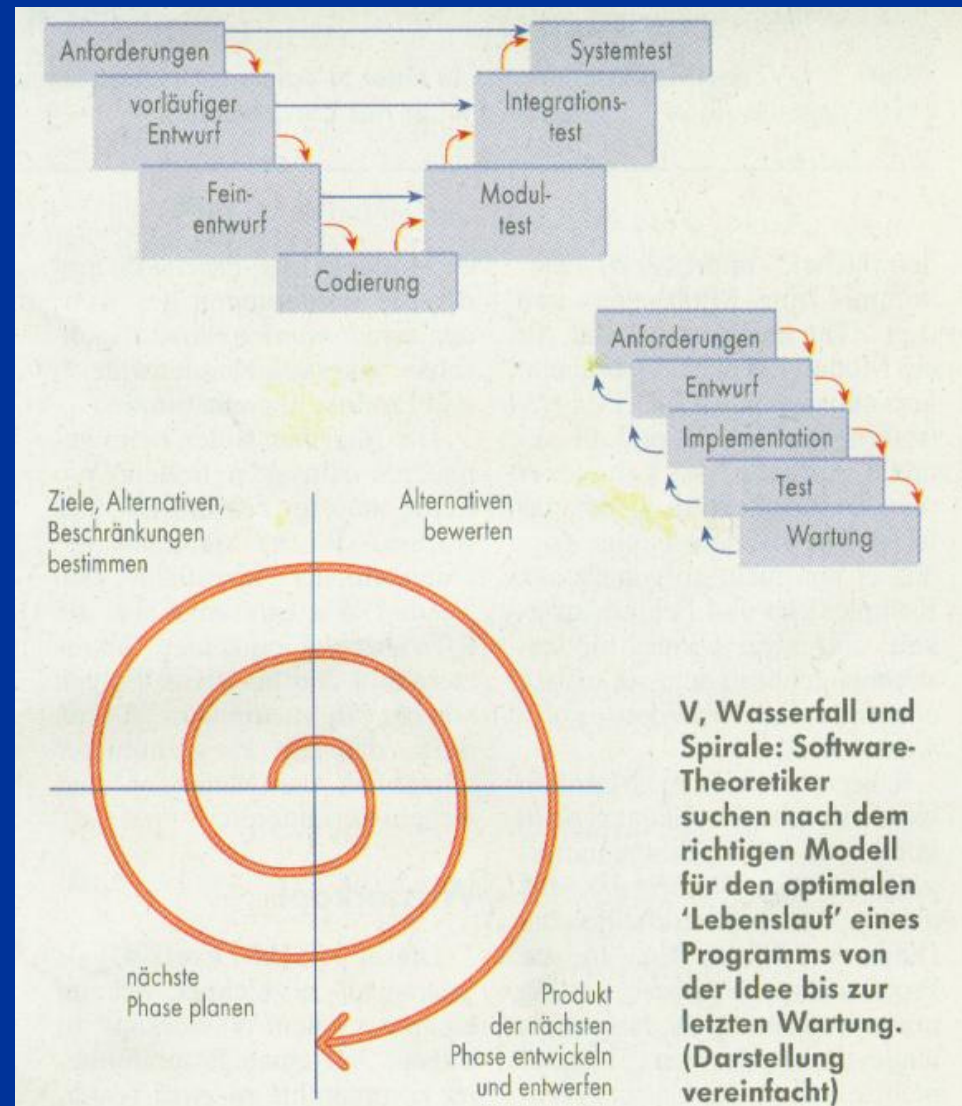 Anforderungen
vorläufiger
Entwurf
Fein-
entwurf
Codierung
Modul-
test
Integrations-
test
Systemtest
Anforderungen
Entwurf
Implementation
Test
Wartung
Ziele, Alternativen,
Beschränkungen
bestimmen
Alternativen
bewerten
nächste
Phase planen
Produkt
der nächsten
Phase entwickeln
und entwerfen
V, Wasserfall und
Spirale: Software-
Theoretiker
suchen nach dem
richtigen Modell
für den optimalen
‘Lebenslauf’ eines
Programms von
der Idee bis zur
letzten Wartung.
(Darstellung
vereinfacht)